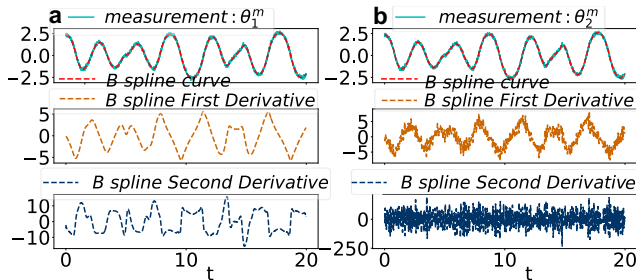 a
measurement: θ₁ᵐ
2.5
0.0
−2.5
B spline curve
B spline First Derivative
5
0
−5
B spline Second Derivative
10
0
−10
0
10
20
t
b
measurement: θ₂ᵐ
2.5
0.0
−2.5
B spline curve
B spline First Derivative
5
0
−5
B spline Second Derivative
0
−250
0
10
20
t